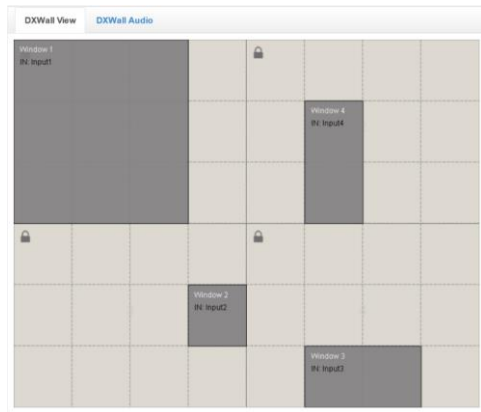 DXWall View DXWall Audio
Window 1
IN: Input1
Window 4
IN: Input4
Window 2
IN: Input2
Window 3
IN: Input3